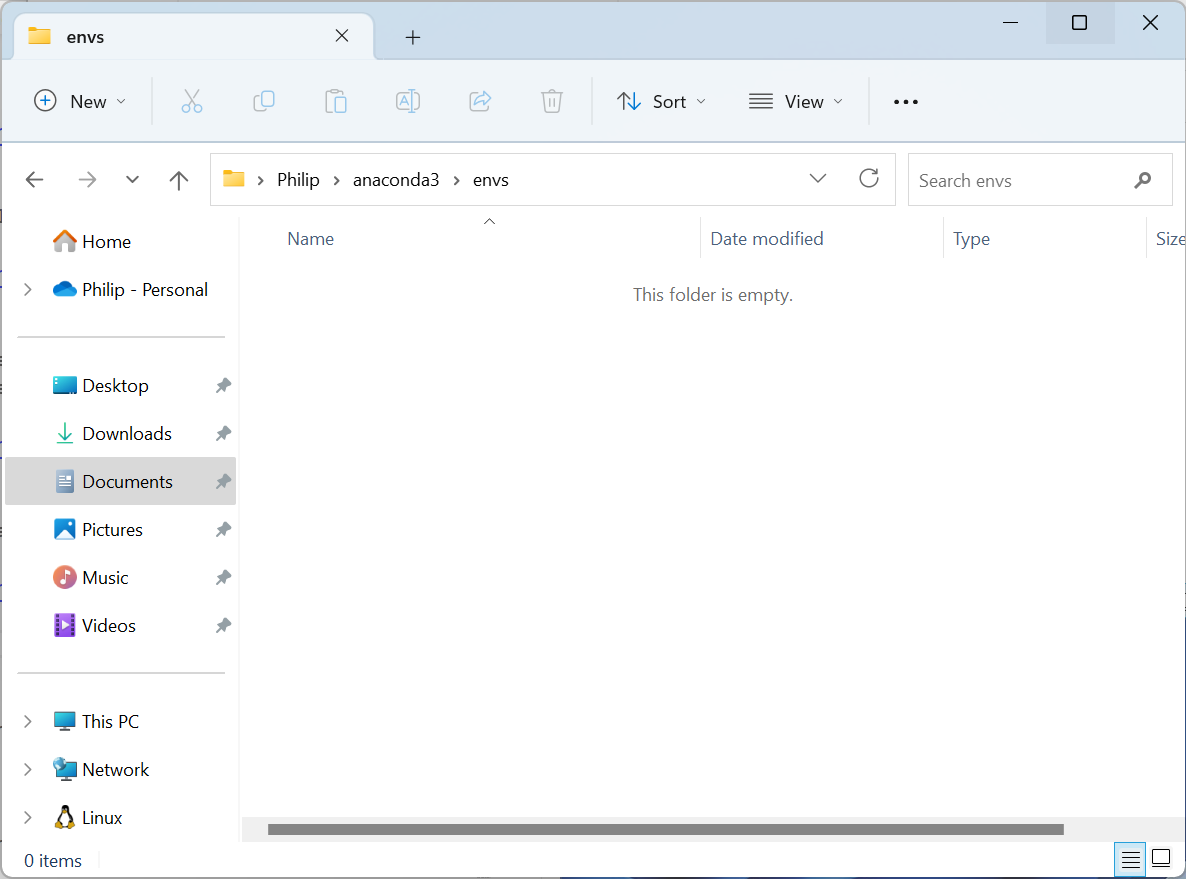 envs
New
Sort
View
Philip
anaconda3
envs
Search envs
Home
Philip - Personal
Desktop
Downloads
Documents
Pictures
Music
Videos
This PC
Network
Linux
Name
Date modified
Type
Size
This folder is empty.
0 items